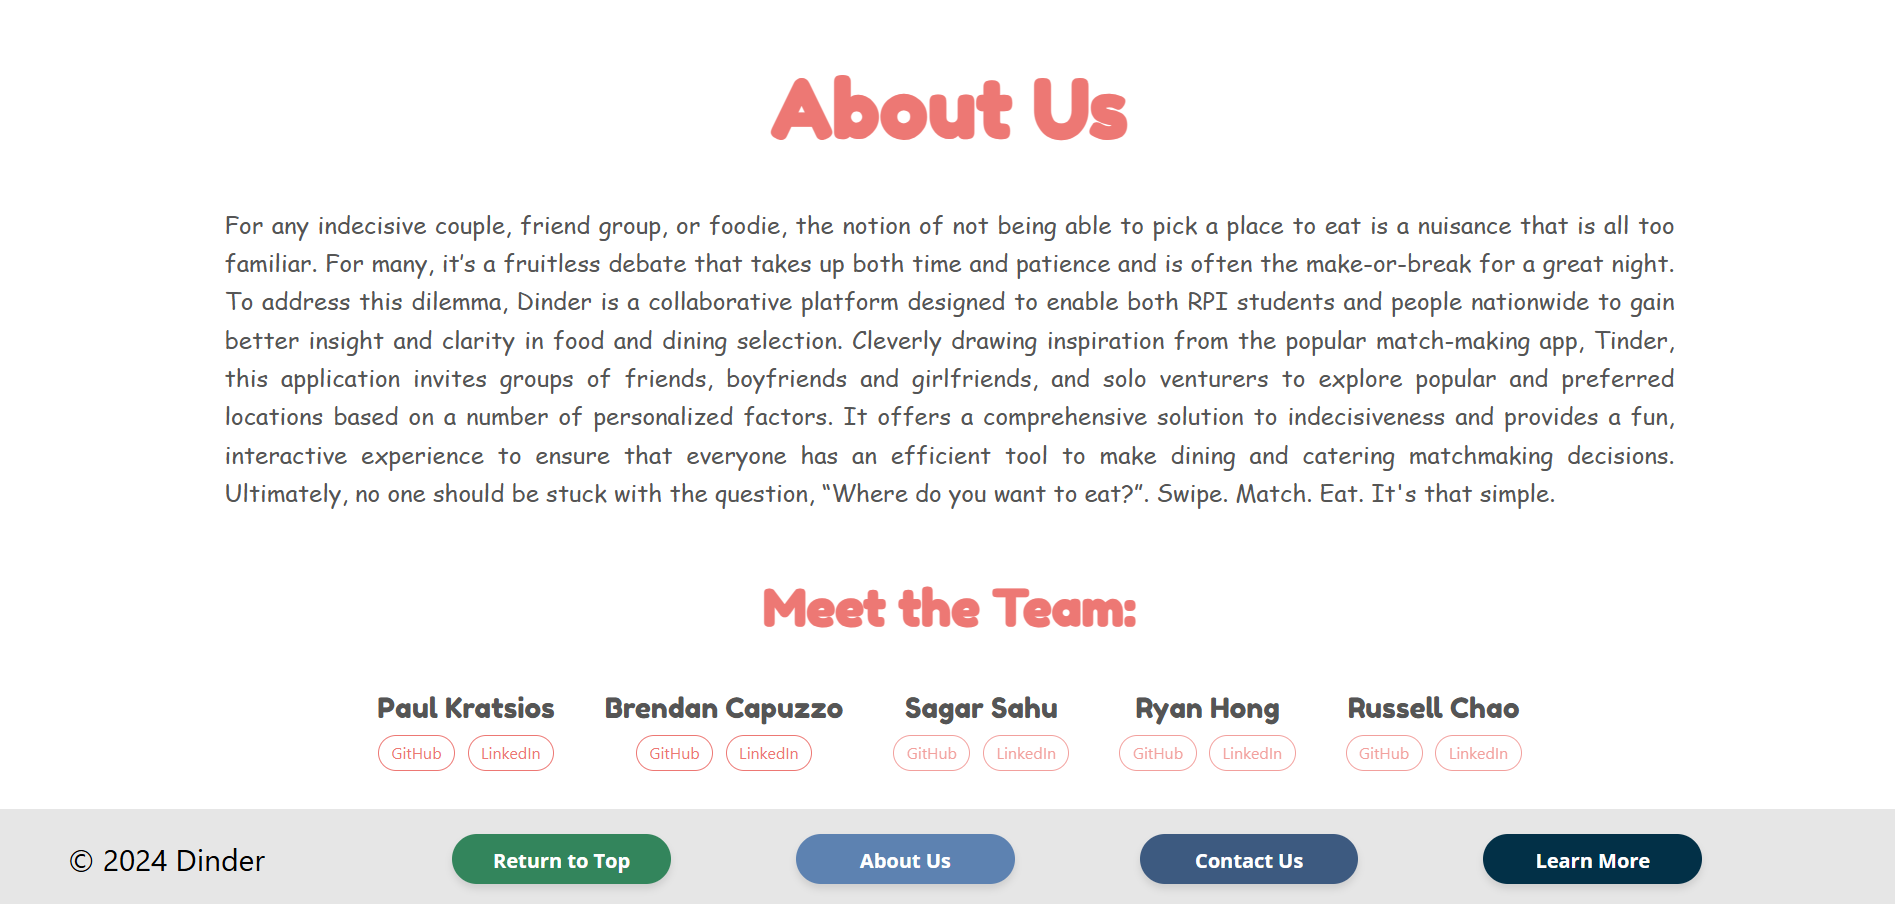 About Us
For any indecisive couple, friend group, or foodie, the notion of not being able to pick a place to eat is a nuisance that is all too
familiar. For many, it’s a fruitless debate that takes up both time and patience and is often the make-or-break for a great night.
To address this dilemma, Dinder is a collaborative platform designed to enable both RPI students and people nationwide to gain
better insight and clarity in food and dining selection. Cleverly drawing inspiration from the popular match-making app, Tinder,
this application invites groups of friends, boyfriends and girlfriends, and solo venturers to explore popular and preferred
locations based on a number of personalized factors. It offers a comprehensive solution to indecisiveness and provides a fun,
interactive experience to ensure that everyone has an efficient tool to make dining and catering matchmaking decisions.
Ultimately, no one should be stuck with the question, “Where do you want to eat?”. Swipe. Match. Eat. It's that simple.
Meet the Team:
Paul Kratsios Brendan Capuzzo Sagar Sahu Ryan Hong Russell Chao
GitHub LinkedIn GitHub LinkedIn GitHub LinkedIn GitHub LinkedIn GitHub LinkedIn
© 2024 Dinder Return to Top About Us Contact Us Learn More